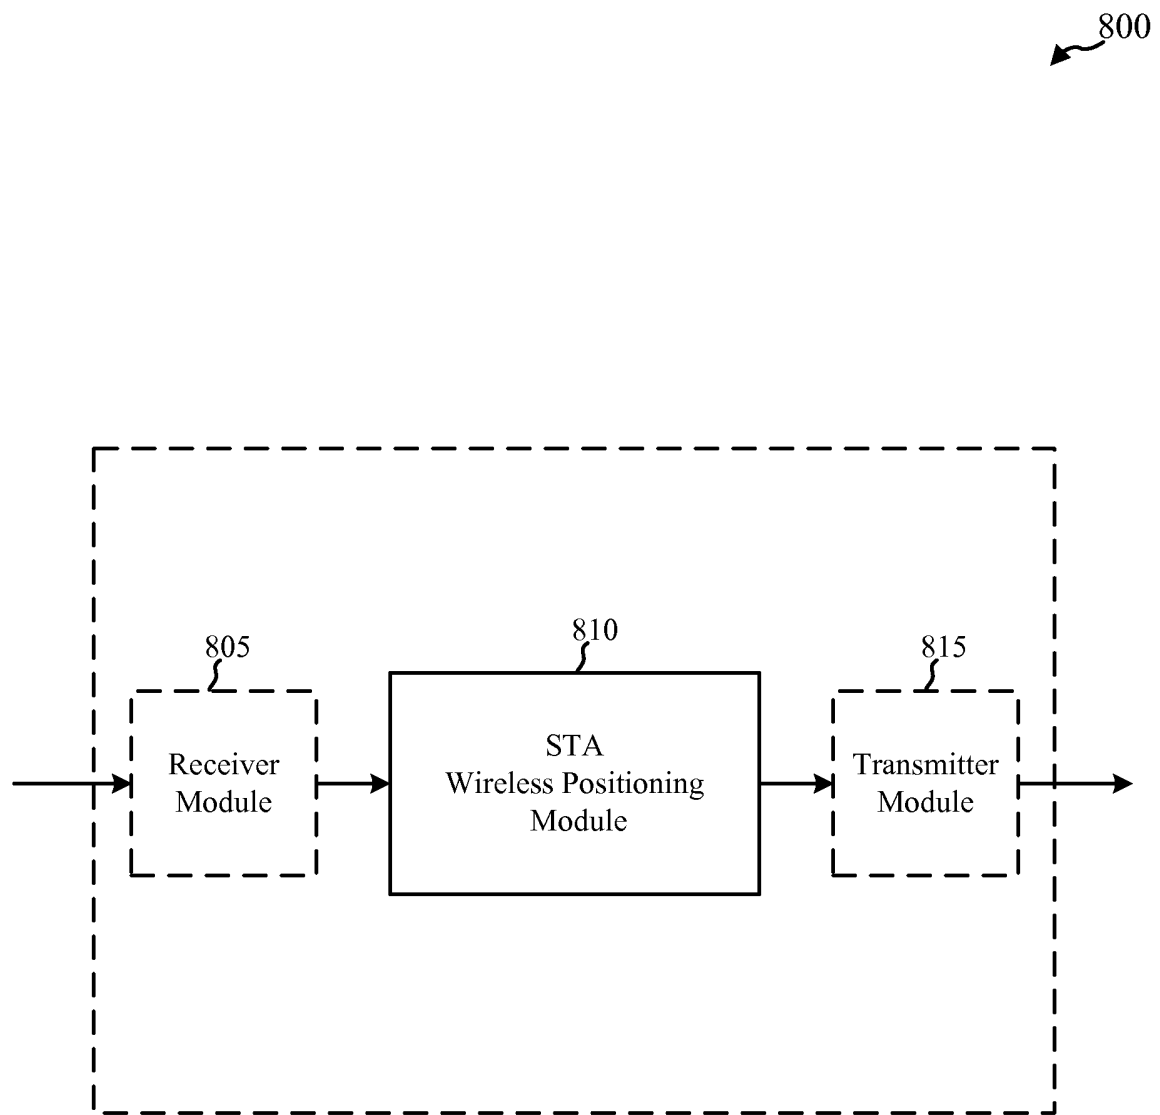 800
805
810
815
Receiver
Module
STA
Wireless Positioning
Module
Transmitter
Module